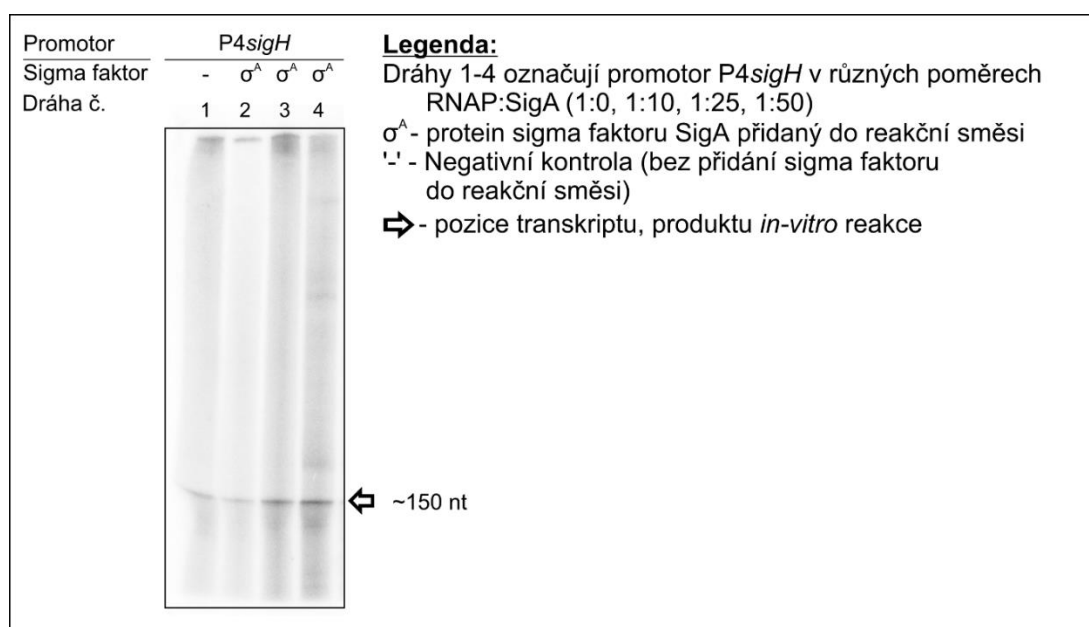 Promotor P4sigH
Sigma faktor - σᴬ σᴬ σᴬ
Dráha č. 1 2 3 4
Legenda:
Dráhy 1-4 označují promotor P4sigH v různých poměrech
RNAP:SigA (1:0, 1:10, 1:25, 1:50)
σᴬ - protein sigma faktoru SigA přidaný do reakční směsi
'-' - Negativní kontrola (bez přidání sigma faktoru
do reakční směsi)
⇨ - pozice transkriptu, produktu in-vitro reakce
~150 nt